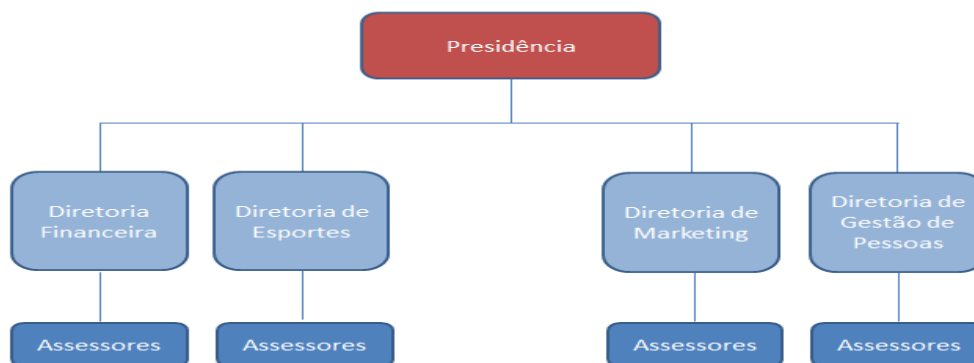 Presidência
Diretoria
Financeira
Diretoria de
Esportes
Diretoria de
Marketing
Diretoria de
Gestão de
Pessoas
Assessores
Assessores
Assessores
Assessores